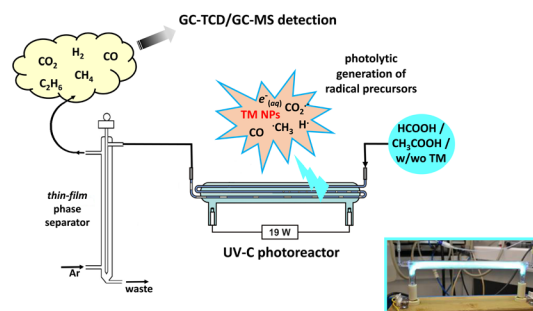 GC-TCD/GC-MS detection
CO2
H2
CO
C2H6
CH4
photolytic
generation of
radical precursors
e-(aq)
CO2·-
TM NPs
CO
·CH3
H·
HCOOH /
CH3COOH /
w/wo TM
thin-film
phase
separator
19 W
UV-C photoreactor
Ar
waste